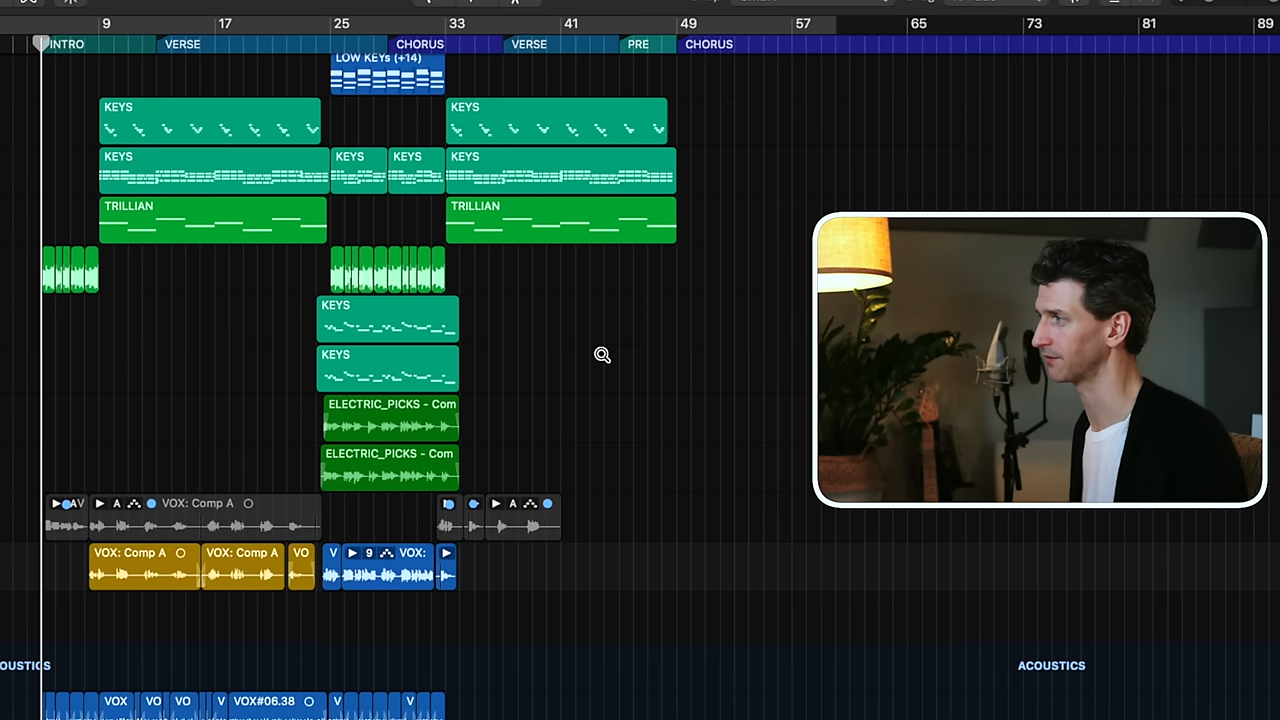 9 17 25 33 41 49 57 65 73 81 89
INTRO VERSE CHORUS VERSE PRE CHORUS
LOW KEYs (+14)
KEYS KEYS
KEYS KEYS KEYS KEYS
TRILLIAN TRILLIAN
KEYS
KEYS
ELECTRIC_PICKS - Com
ELECTRIC_PICKS - Com
AV A VOX: Comp A A
VOX: Comp A VOX: Comp A VO V 9 VOX:
OUSTICS ACOUSTICS
VOX VO VO V VOX#06.38 V V